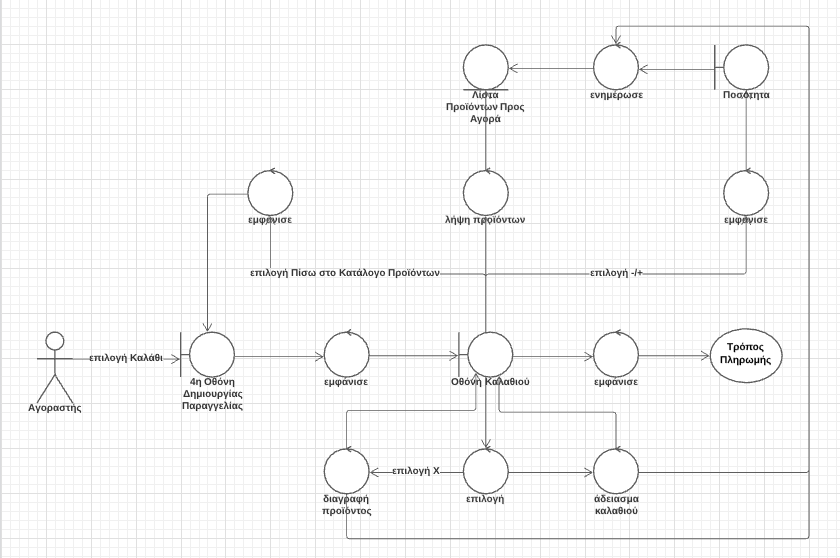 Λίστα
Προϊόντων Προς
Αγορά
ενημέρωσε
Ποσότητα
εμφάνισε
λήψη προϊόντων
εμφάνισε
επιλογή Πίσω στο Κατάλογο Προϊόντων
επιλογή -/+
επιλογή Καλάθι
Τρόπος
Πληρωμής
4η Οθόνη
Δημιουργίας
Παραγγελίας
εμφάνισε
Οθόνη Καλαθιού
εμφάνισε
Αγοραστής
επιλογή Χ
διαγραφή
προϊόντος
επιλογή
άδειασμα
καλαθιού